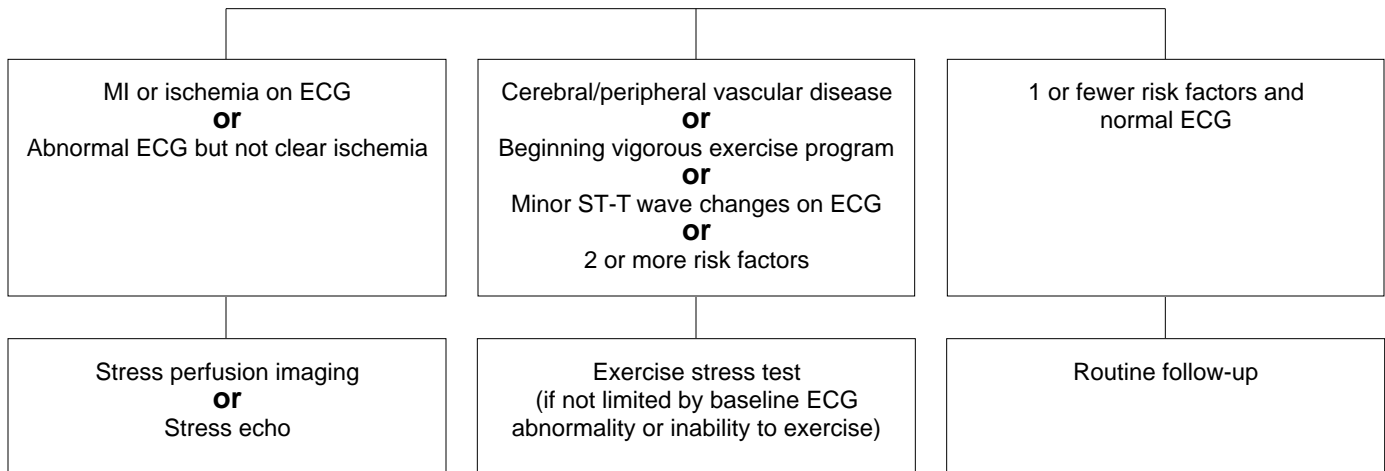 MI or ischemia on ECG
or
Abnormal ECG but not clear ischemia
Cerebral/peripheral vascular disease
or
Beginning vigorous exercise program
or
Minor ST-T wave changes on ECG
or
2 or more risk factors
1 or fewer risk factors and
normal ECG
Stress perfusion imaging
or
Stress echo
Exercise stress test
(if not limited by baseline ECG
abnormality or inability to exercise)
Routine follow-up